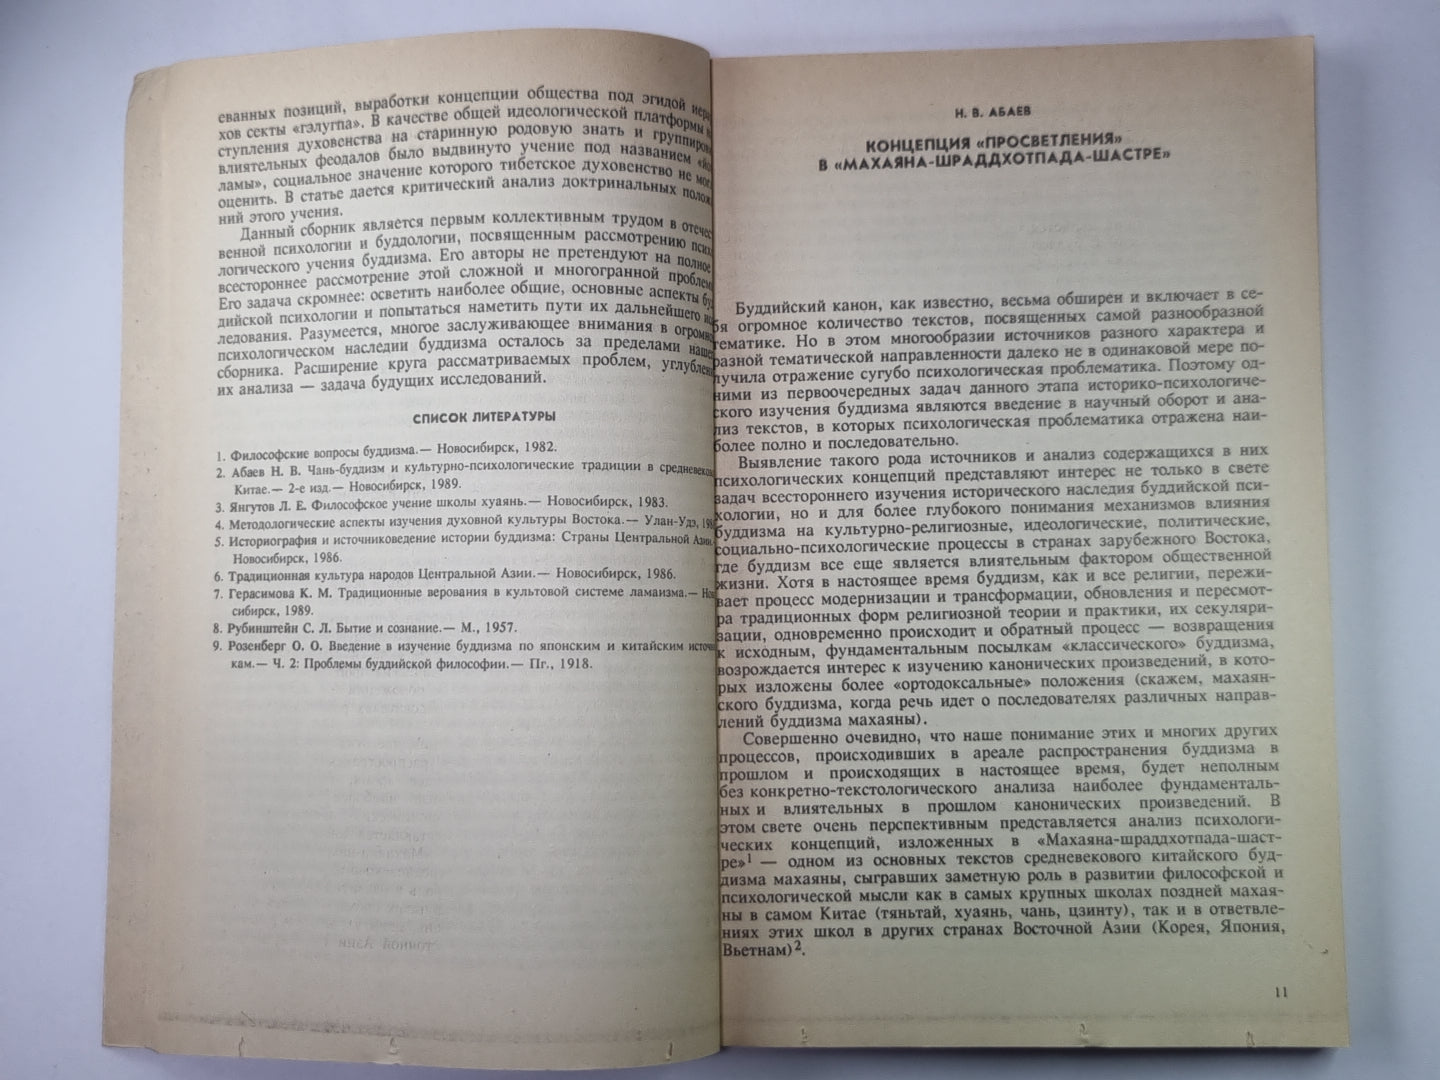 еванных позиций, выработки концепции общества под эгидой иерар
хов секты «гэлугпа». В качестве общей идеологической платформы
ступления духовенства на старинную родовую знать и группиров
влиятельных феодалов было выдвинуто учение под названием
ламы», социальное значение которого тибетское духовенство не мог
оценить. В статье дается критический анализ доктринальных полож
ний этого учения.
Данный сборник является первым коллективным трудом в отечес
венной психологии и буддологии, посвященным рассмотрению псих
логического учения буддизма. Его авторы не претендуют на полное
всестороннее рассмотрение этой сложной и многогранной проблем
Его задача скромнее: осветить наиболее общие, основные аспекты бу
дийской психологии и попытаться наметить пути их дальнейшего ис
ледования. Разумеется, многое заслуживающее внимания в огромно
психологическом наследии буддизма осталось за пределами наше
сборника. Расширение круга рассматриваемых проблем, углублени
их анализа — задача будущих исследований.
СПИСОК ЛИТЕРАТУРЫ
1. Философские вопросы буддизма.— Новосибирск, 1982.
2. Абаев Н. В. Чань-буддизм и культурно-психологические традиции в средневеково
Китае.— 2-е изд.— Новосибирск, 1989.
3. Янгутов Л. Е. Философское учение школы хуаянь.— Новосибирск, 1983.
4. Методологические аспекты изучения духовной культуры Востока.— Улан-Удэ, 198
5. Историография и источниковедение истории буддизма: Страны Центральной Азии.
Новосибирск, 1986.
6. Традиционная культура народов Центральной Азии.— Новосибирск, 1986.
7. Герасимова К. М. Традиционные верования в культовой системе ламаизма.— Нов
сибирск, 1989.
8. Рубинштейн С. Л. Бытие и сознание.— М., 1957.
9. Розенберг О. О. Введение в изучение буддизма по японским и китайским источни
кам.— Ч. 2: Проблемы буддийской философии.— Пг., 1918.
Н. В. АБАЕВ
КОНЦЕПЦИЯ «ПРОСВЕТЛЕНИЯ»
В «МАХАЯНА-ШРАДДХОТПАДА-ШАСТРЕ»
Буддийский канон, как известно, весьма обширен и включает в се-
бя огромное количество текстов, посвященных самой разнообразной
тематике. Но в этом многообразии источников разного характера и
разной тематической направленности далеко не в одинаковой мере по-
лучила отражение сугубо психологическая проблематика. Поэтому од-
ними из первоочередных задач данного этапа историко-психологиче-
ского изучения буддизма являются введение в научный оборот и ана-
лиз текстов, в которых психологическая проблематика отражена наи-
более полно и последовательно.
Выявление такого рода источников и анализ содержащихся в них
психологических концепций представляют интерес не только в свете
задач всестороннего изучения исторического наследия буддийской пси-
хологии, но и для более глубокого понимания механизмов влияния
буддизма на культурно-религиозные, идеологические, политические,
социально-психологические процессы в странах зарубежного Востока,
где буддизм все еще является влиятельным фактором общественной
жизни. Хотя в настоящее время буддизм, как и все религии, пережи-
вает процесс модернизации и трансформации, обновления и пересмот-
ра традиционных форм религиозной теории и практики, их секуляри-
зации, одновременно происходит и обратный процесс — возвращения
к исходным, фундаментальным посылкам «классического» буддизма,
возрождается интерес к изучению канонических произведений, в кото-
рых изложены более «ортодоксальные» положения (скажем, махаян-
ского буддизма, когда речь идет о последователях различных направ-
лений буддизма махаяны).
Совершенно очевидно, что наше понимание этих и многих других
процессов, происходивших в ареале распространения буддизма в
прошлом и происходящих в настоящее время, будет неполным
без конкретно-текстологического анализа наиболее фундаменталь-
ных и влиятельных в прошлом канонических произведений. В
этом свете очень перспективным представляется анализ психологи-
ческих концепций, изложенных в «Махаяна-шраддхотпада-шаст-
ре»¹ — одном из основных текстов средневекового китайского буд-
дизма махаяны, сыгравших заметную роль в развитии философской и
психологической мысли как в самых крупных школах поздней махая-
ны в самом Китае (тяньтай, хуаянь, чань, цзинту), так и в ответвле-
ниях этих школ в других странах Восточной Азии (Корея, Япония,
Вьетнам)².
11